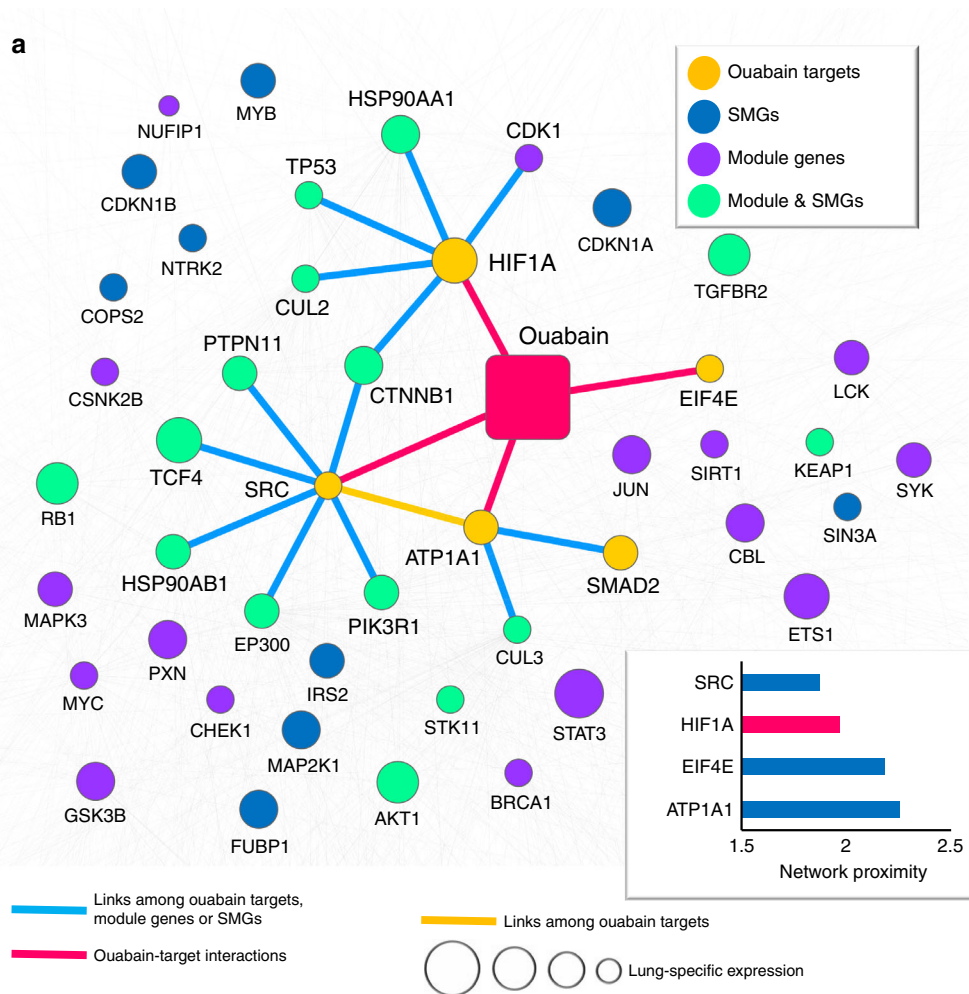 a
MYB
NUFIP1
HSP90AA1
CDK1
TP53
CDKN1B
NTRK2
CDKN1A
HIF1A
CUL2
COPS2
TGFBR2
Ouabain
PTPN11
CTNNB1
CSNK2B
EIF4E
LCK
TCF4
SRC
RB1
JUN
SIRT1
KEAP1
SYK
SIN3A
ATP1A1
CBL
HSP90AB1
SMAD2
MAPK3
EP300
PIK3R1
CUL3
ETS1
PXN
MYC
IRS2
CHEK1
STK11
STAT3
MAP2K1
GSK3B
FUBP1
AKT1
BRCA1
Ouabain targets
SMGs
Module genes
Module & SMGs
SRC
HIF1A
EIF4E
ATP1A1
1.5 2 2.5
Network proximity
Links among ouabain targets,
module genes or SMGs
Ouabain-target interactions
Links among ouabain targets
Lung-specific expression